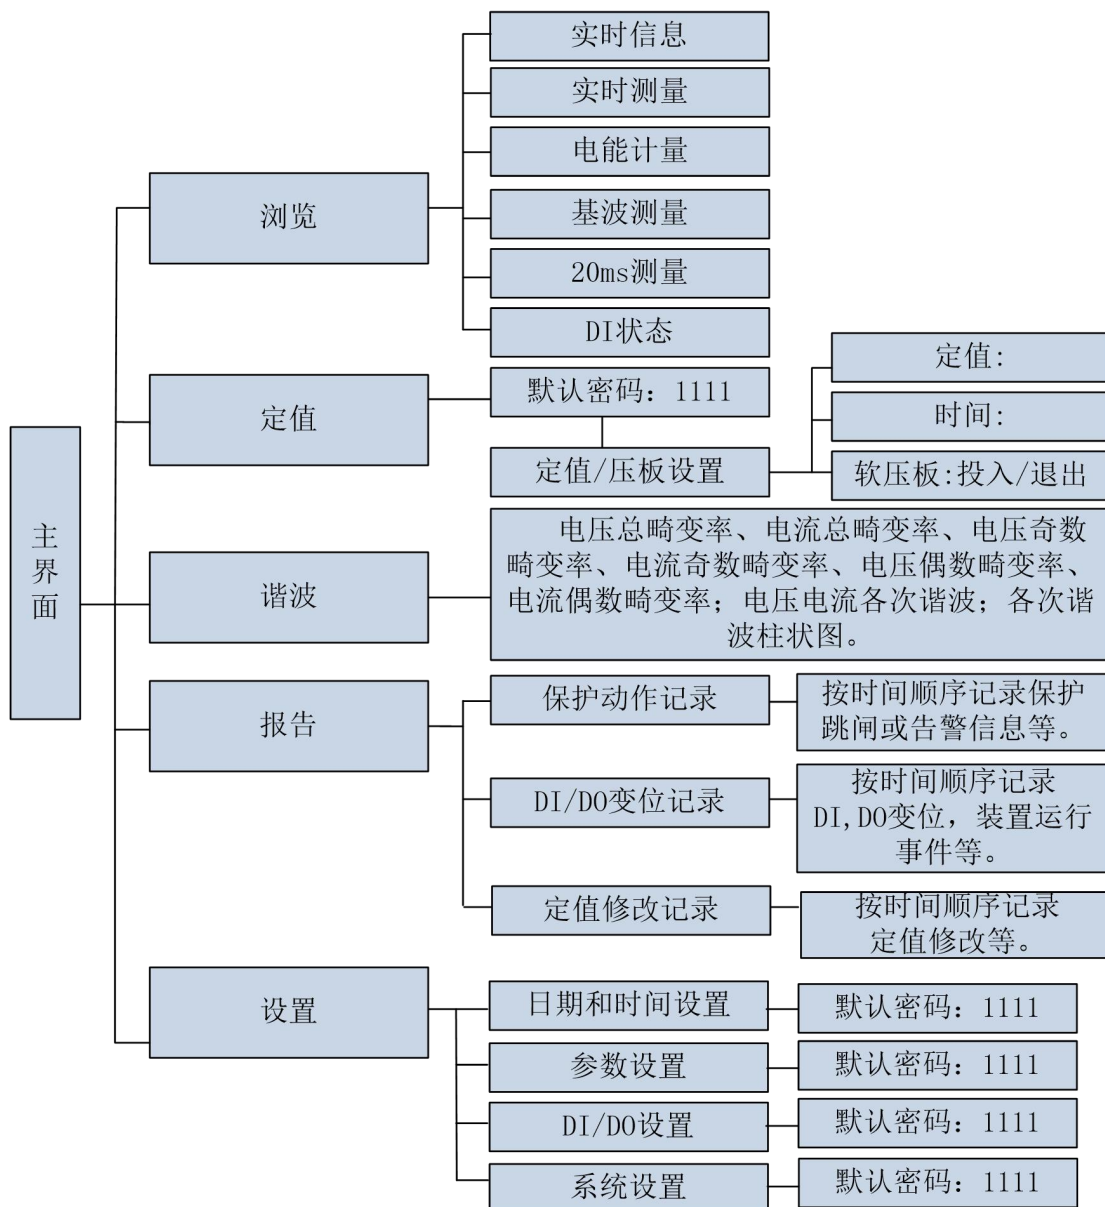 主
界
面
浏览
实时信息
实时测量
电能计量
基波测量
20ms测量
DI状态
定值
默认密码：1111
定值/压板设置
定值:
时间:
软压板:投入/退出
谐波
电压总畸变率、电流总畸变率、电压奇数
畸变率、电流奇数畸变率、电压偶数畸变率、
电流偶数畸变率；电压电流各次谐波；各次谐
波柱状图。
报告
保护动作记录
按时间顺序记录保护
跳闸或告警信息等。
DI/DO变位记录
按时间顺序记录
DI,DO变位，装置运行
事件等。
定值修改记录
按时间顺序记录
定值修改等。
设置
日期和时间设置
默认密码：1111
参数设置
默认密码：1111
DI/DO设置
默认密码：1111
系统设置
默认密码：1111